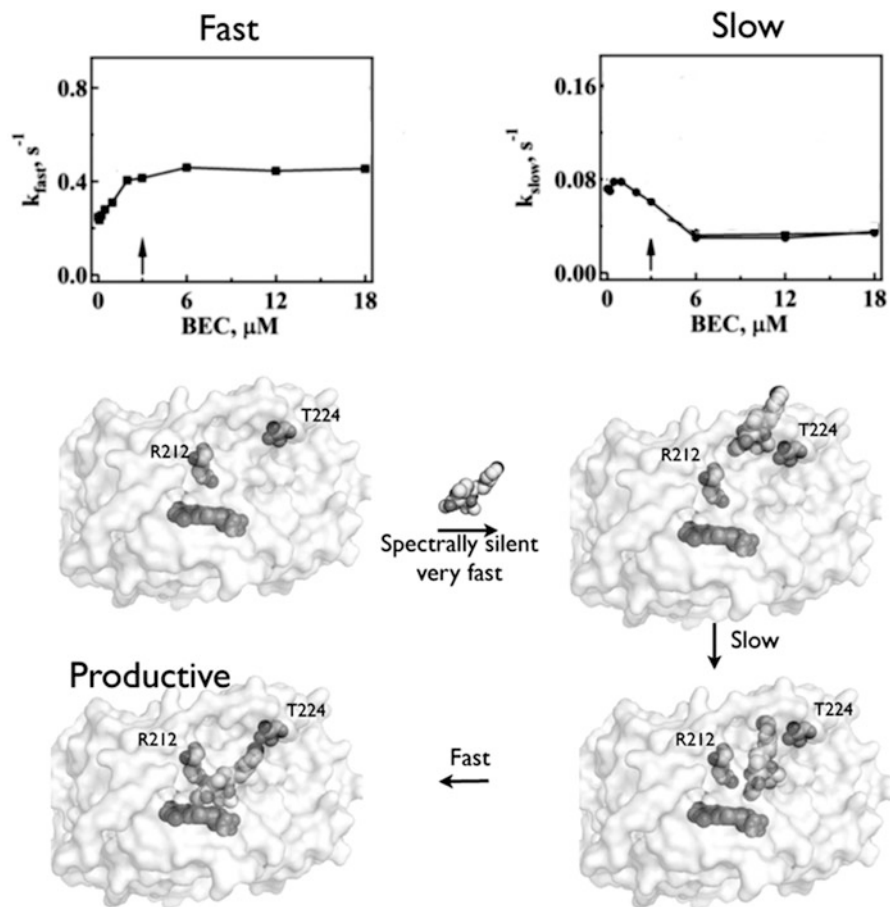 Fast
Slow
0.8
0.4
0.0
k_fast, s⁻¹
0 6 12 18
BEC, μM
0.16
0.08
0.00
k_slow, s⁻¹
0 6 12 18
BEC, μM
R212
T224
Spectrally silent
very fast
R212
T224
Slow
Productive
R212
T224
Fast
R212
T224